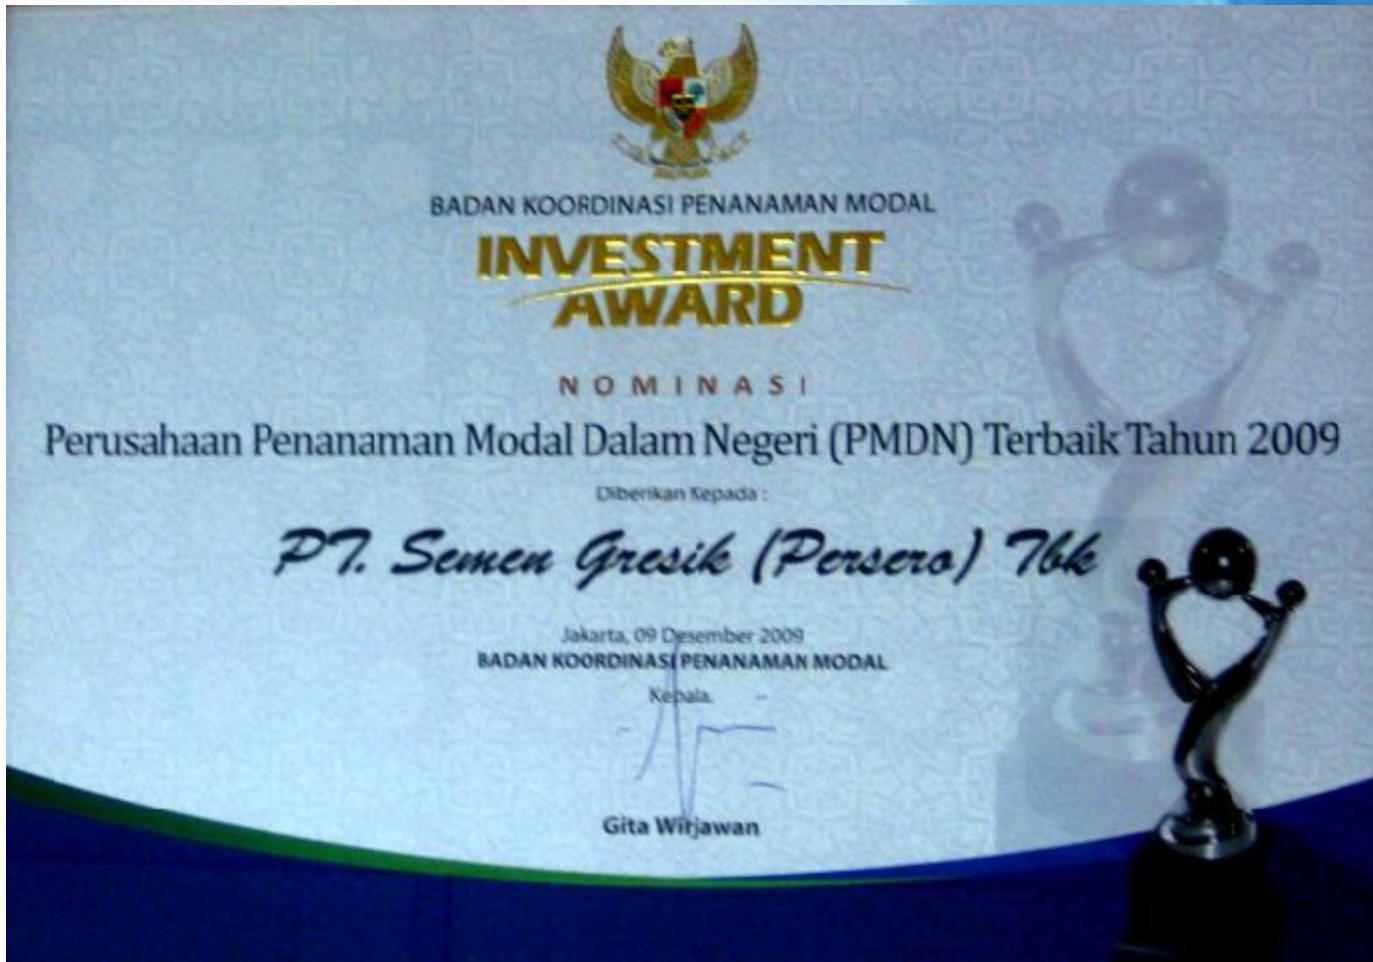 BADAN KOORDINASI PENANAMAN MODAL
INVESTMENT
AWARD
NOMINASI
Perusahaan Penanaman Modal Dalam Negeri (PMDN) Terbaik Tahun 2009
Diberikan Kepada :
PT. Semen Gresik (Persero) Tbk
Jakarta, 09 Desember 2009
BADAN KOORDINASI PENANAMAN MODAL
Kepala.
Gita Wirjawan